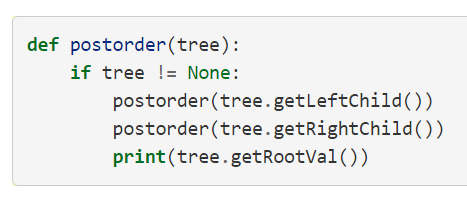 def postorder(tree):
    if tree != None:
        postorder(tree.getLeftChild())
        postorder(tree.getRightChild())
        print(tree.getRootVal())